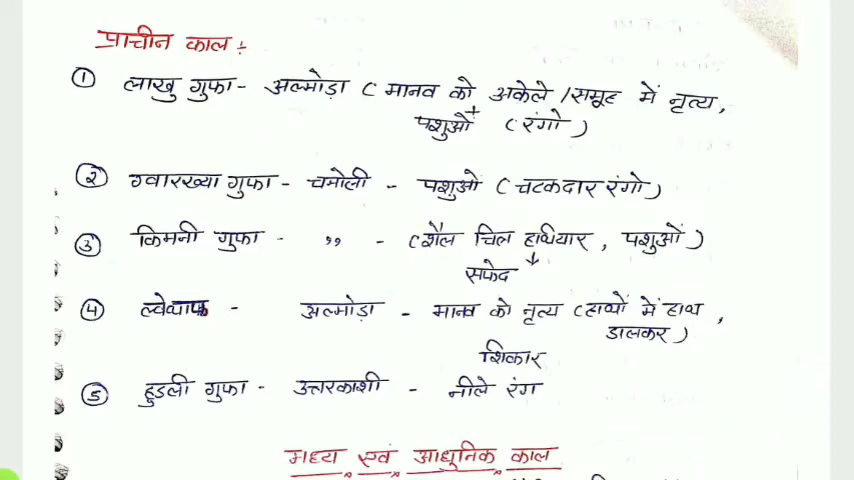 प्राचीन काल :-
① लाखु गुफा - अल्मोड़ा ( मानव को अकेले / समूह में नृत्य,
+
पशुओं (रंगो)
② ग्वारख्या गुफा - चमोली - पशुओ (चटकदार रंगो)
③ किमनी गुफा - ,, - (शैल चित्र हथियार, पशुओं)
सफेद
④ ल्वेथाप - अल्मोड़ा - मानव को नृत्य (हाथों में हाथ,
डालकर)
शिकार
⑤ हुडली गुफा - उत्तरकाशी - नीले रंग
मध्य एवं आधुनिक काल